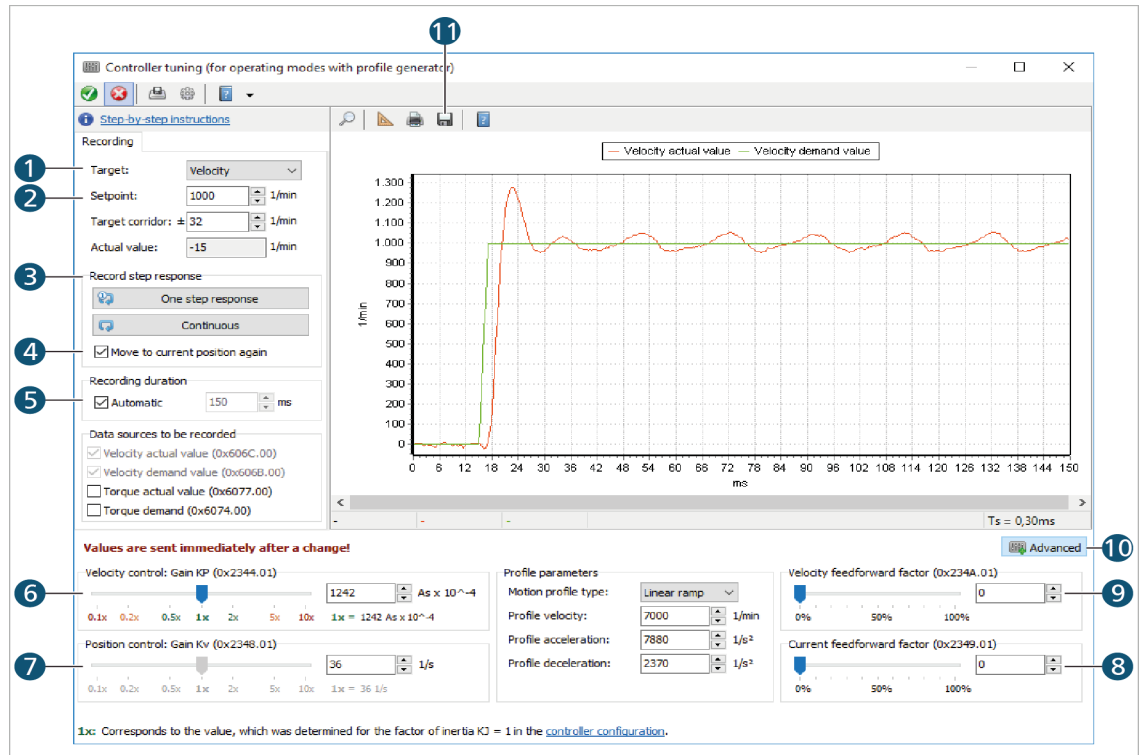 11
Controller tuning (for operating modes with profile generator)
Step-by-step instructions
Recording
1
Target: Velocity
2
Setpoint: 1000 1/min
Target corridor: ± 32 1/min
Actual value: -15 1/min
3
Record step response
One step response
Continuous
4
Move to current position again
Recording duration
5
Automatic 150 ms
Data sources to be recorded
Velocity actual value (0x606C.00)
Velocity demand value (0x606B.00)
Torque actual value (0x6077.00)
Torque demand (0x6074.00)
Velocity actual value Velocity demand value
1.300
1.200
1.100
1.000
900
800
700
600
500
400
300
200
100
0
1/min
0 6 12 18 24 30 36 42 48 54 60 66 72 78 84 90 96 102 108 114 120 126 132 138 144 150
ms
- - - Ts = 0,30ms
Values are sent immediately after a change!
Advanced 10
Velocity control: Gain KP (0x2344.01)
6
1242 As x 10^-4
0.1x 0.2x 0.5x 1x 2x 5x 10x 1x = 1242 As x 10^-4
Position control: Gain Kv (0x2348.01)
7
36 1/s
0.1x 0.2x 0.5x 1x 2x 5x 10x 1x = 36 1/s
Profile parameters
Motion profile type: Linear ramp
Profile velocity: 7000 1/min
Profile acceleration: 7880 1/s²
Profile deceleration: 2370 1/s²
Velocity feedforward factor (0x234A.01)
0 9
0% 50% 100%
Current feedforward factor (0x2349.01)
0 8
0% 50% 100%
1x: Corresponds to the value, which was determined for the factor of inertia KJ = 1 in the controller configuration.